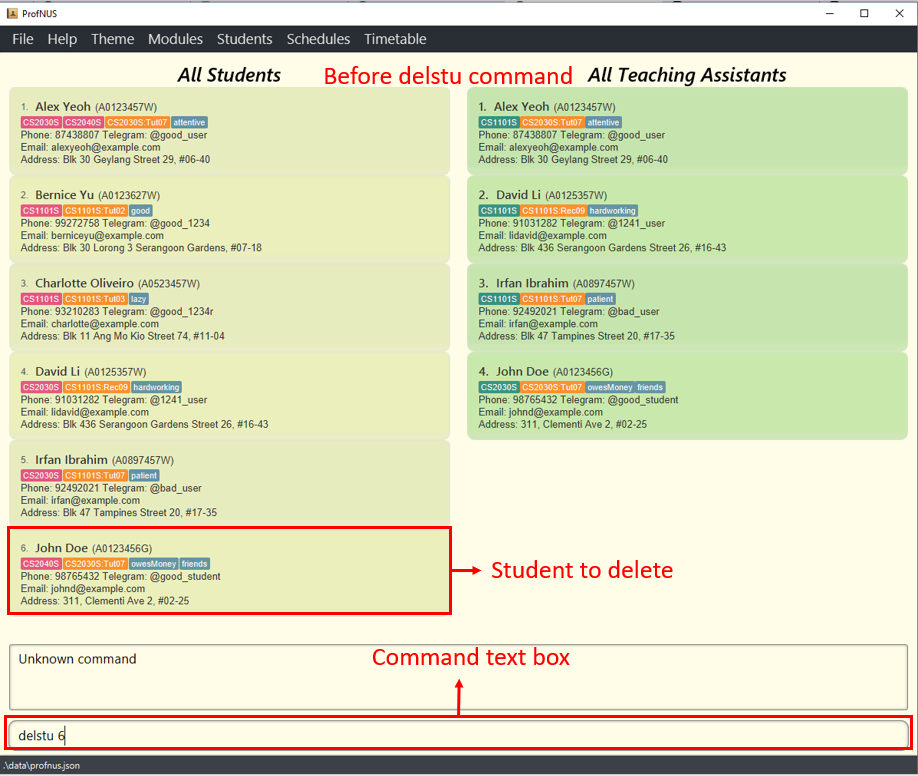 ProfNUS
File Help Theme Modules Students Schedules Timetable
All Students
Before delstu command
All Teaching Assistants
1. Alex Yeoh (A0123457W)
CS2030S CS2040S CS2030S:Tut07 attentive
Phone: 87438807 Telegram: @good_user
Email: alexyeoh@example.com
Address: Blk 30 Geylang Street 29, #06-40
2. Bernice Yu (A0123627W)
CS1101S CS1101S:Tut02 good
Phone: 99272758 Telegram: @good_1234
Email: berniceyu@example.com
Address: Blk 30 Lorong 3 Serangoon Gardens, #07-18
3. Charlotte Oliveiro (A0523457W)
CS1101S CS1101S:Tut03 lazy
Phone: 93210283 Telegram: @good_1234r
Email: charlotte@example.com
Address: Blk 11 Ang Mo Kio Street 74, #11-04
4. David Li (A0125357W)
CS2030S CS1101S:Rec09 hardworking
Phone: 91031282 Telegram: @1241_user
Email: lidavid@example.com
Address: Blk 436 Serangoon Gardens Street 26, #16-43
5. Irfan Ibrahim (A0897457W)
CS2030S CS1101S:Tut07 patient
Phone: 92492021 Telegram: @bad_user
Email: irfan@example.com
Address: Blk 47 Tampines Street 20, #17-35
6. John Doe (A0123456G)
CS2040S CS2030S:Tut07 owesMoney friends
Phone: 98765432 Telegram: @good_student
Email: johnd@example.com
Address: 311, Clementi Ave 2, #02-25
1. Alex Yeoh (A0123457W)
CS1101S CS2030S:Tut07 attentive
Phone: 87438807 Telegram: @good_user
Email: alexyeoh@example.com
Address: Blk 30 Geylang Street 29, #06-40
2. David Li (A0125357W)
CS1101S CS1101S:Rec09 hardworking
Phone: 91031282 Telegram: @1241_user
Email: lidavid@example.com
Address: Blk 436 Serangoon Gardens Street 26, #16-43
3. Irfan Ibrahim (A0897457W)
CS1101S CS1101S:Tut07 patient
Phone: 92492021 Telegram: @bad_user
Email: irfan@example.com
Address: Blk 47 Tampines Street 20, #17-35
4. John Doe (A0123456G)
CS2030S CS2030S:Tut07 owesMoney friends
Phone: 98765432 Telegram: @good_student
Email: johnd@example.com
Address: 311, Clementi Ave 2, #02-25
Student to delete
Unknown command
Command text box
delstu 6
.\data\profnus.json